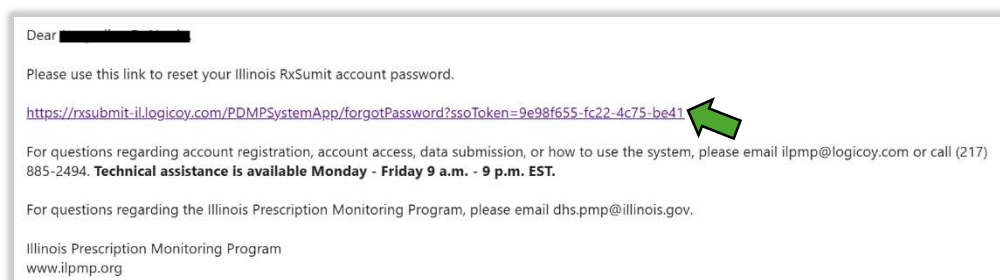 Dear
Please use this link to reset your Illinois RxSumit account password.
https://rxsubmit-il.logicoy.com/PDMPSystemApp/forgotPassword?ssoToken=9e98f655-fc22-4c75-be41
For questions regarding account registration, account access, data submission, or how to use the system, please email ilpmp@logicoy.com or call (217)
885-2494. Technical assistance is available Monday - Friday 9 a.m. - 9 p.m. EST.
For questions regarding the Illinois Prescription Monitoring Program, please email dhs.pmp@illinois.gov.
Illinois Prescription Monitoring Program
www.ilpmp.org